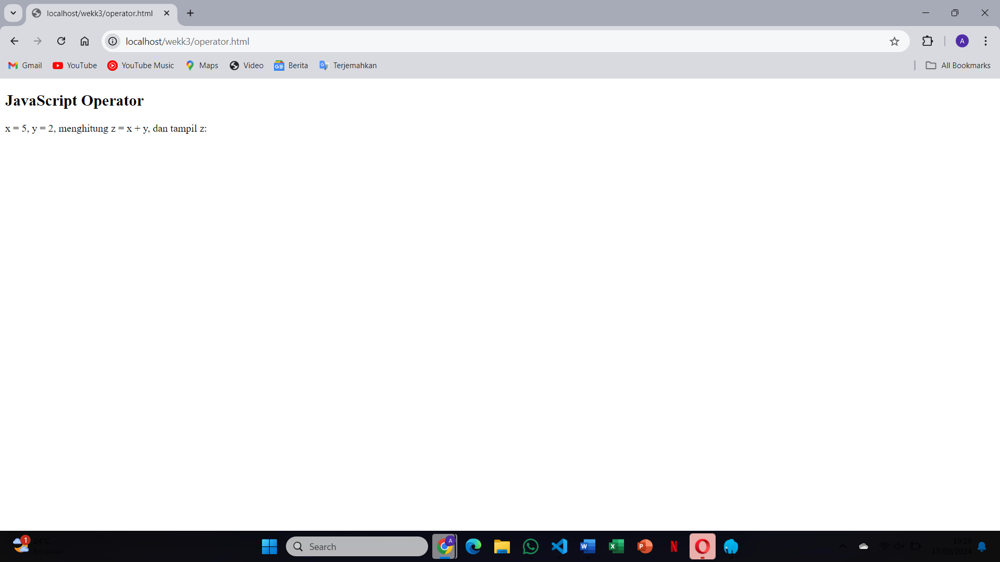 localhost/wekk3/operator.html
localhost/wekk3/operator.html
A
Gmail YouTube YouTube Music Maps Video Berita Terjemahkan All Bookmarks
JavaScript Operator
x = 5, y = 2, menghitung z = x + y, dan tampil z:
1
24°C
Berawan
Search
A
19:28
17/09/2024